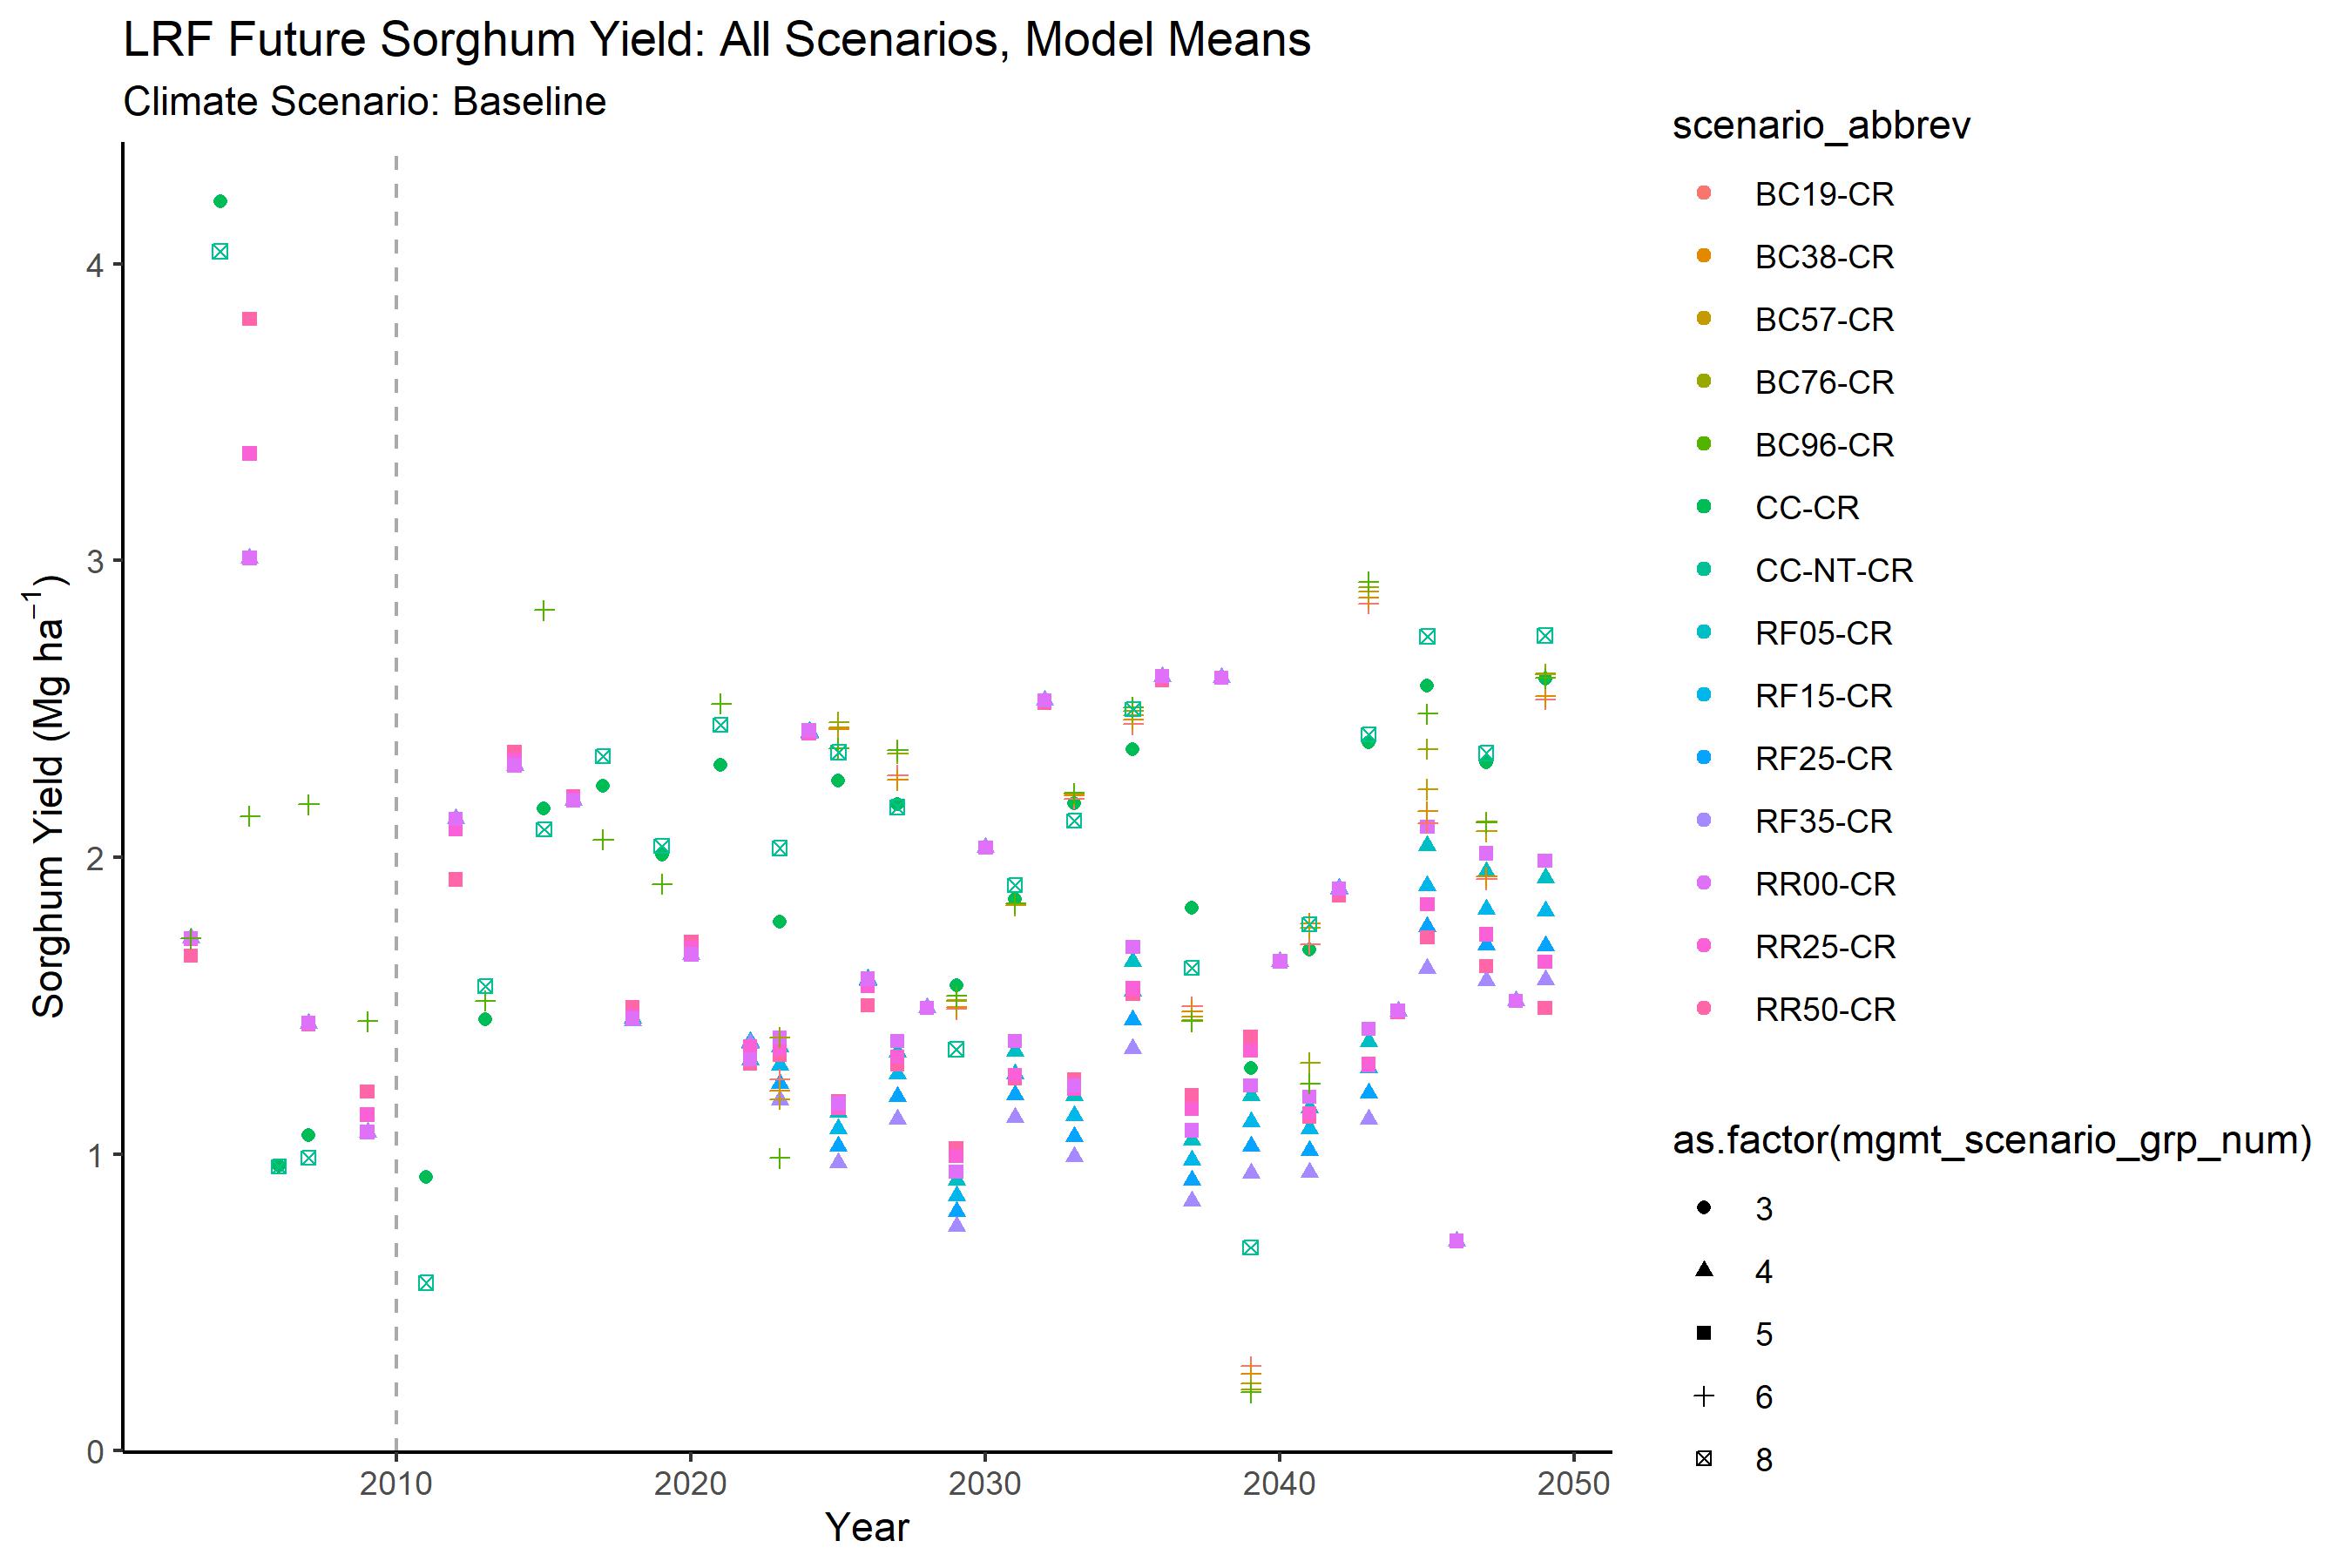 LRF Future Sorghum Yield: All Scenarios, Model Means
Climate Scenario: Baseline
Sorghum Yield (Mg ha⁻¹)
4
3
2
1
0
2010
2020
2030
2040
2050
Year
scenario_abbrev
BC19-CR
BC38-CR
BC57-CR
BC76-CR
BC96-CR
CC-CR
CC-NT-CR
RF05-CR
RF15-CR
RF25-CR
RF35-CR
RR00-CR
RR25-CR
RR50-CR
as.factor(mgmt_scenario_grp_num)
3
4
5
6
8